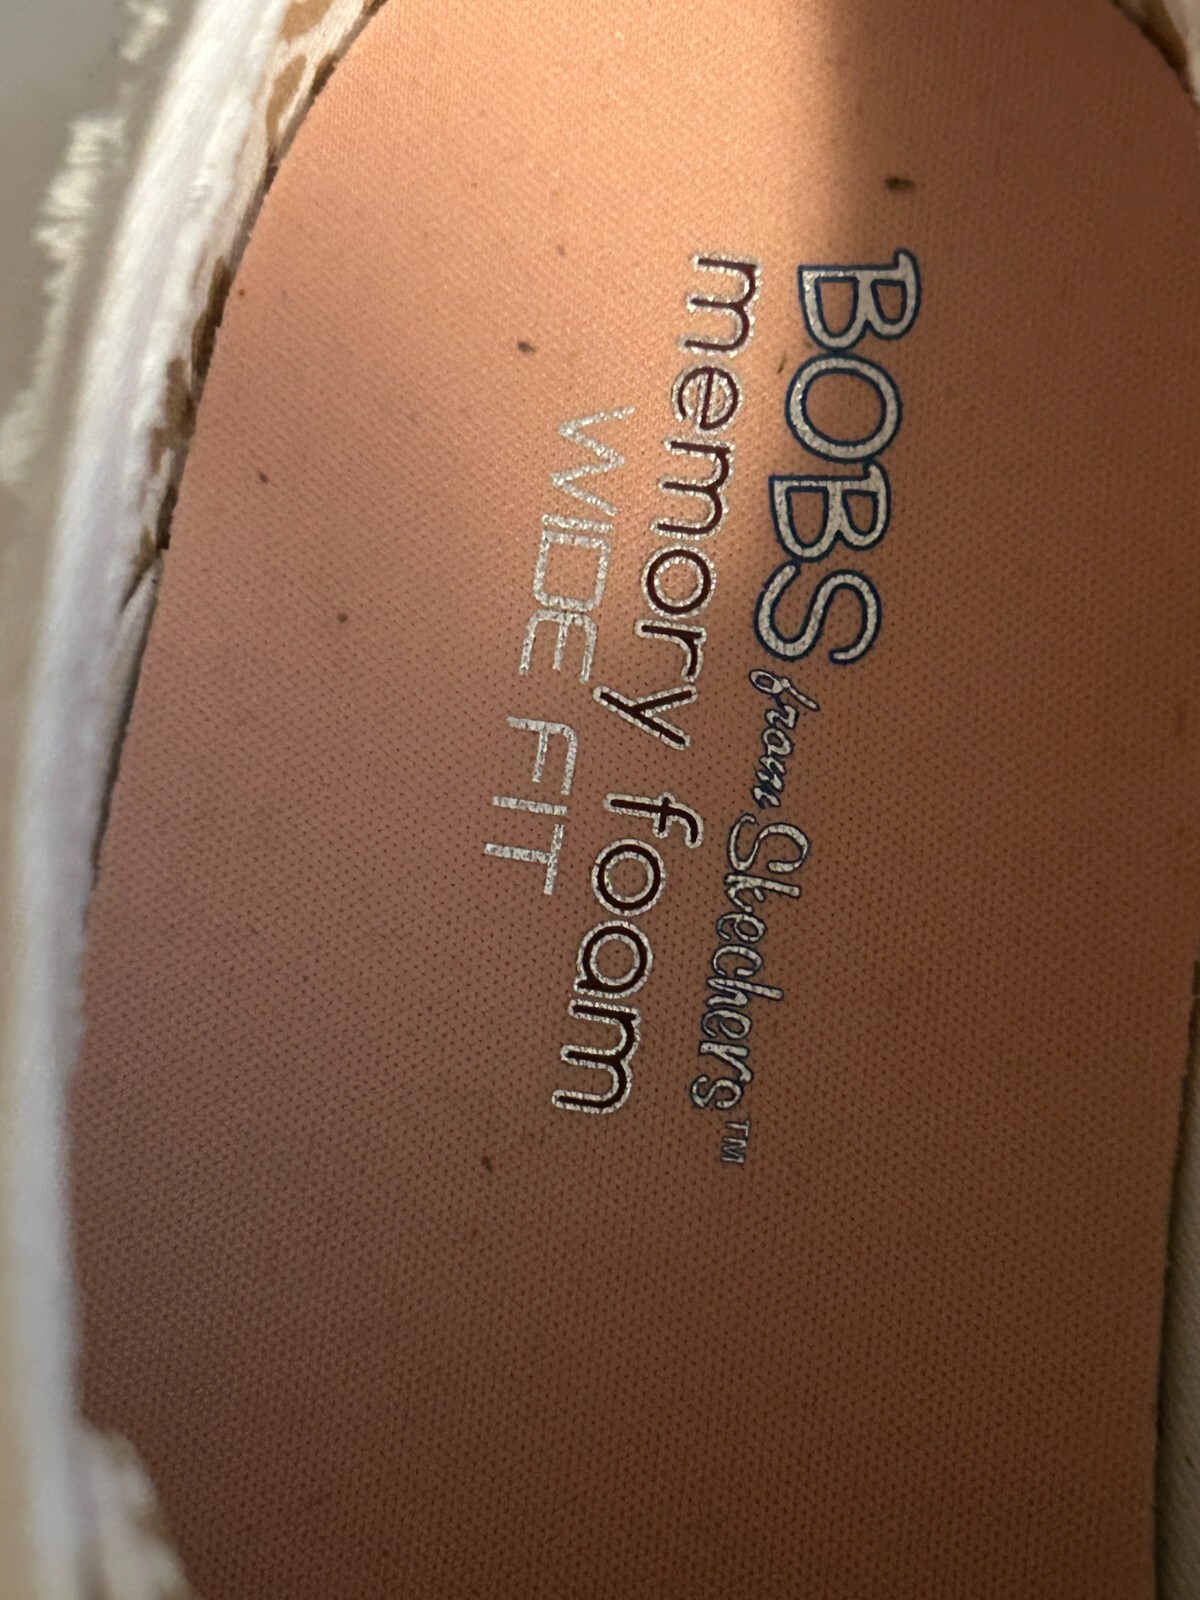 BOBS from Skechers™
memory foam
WIDE FIT